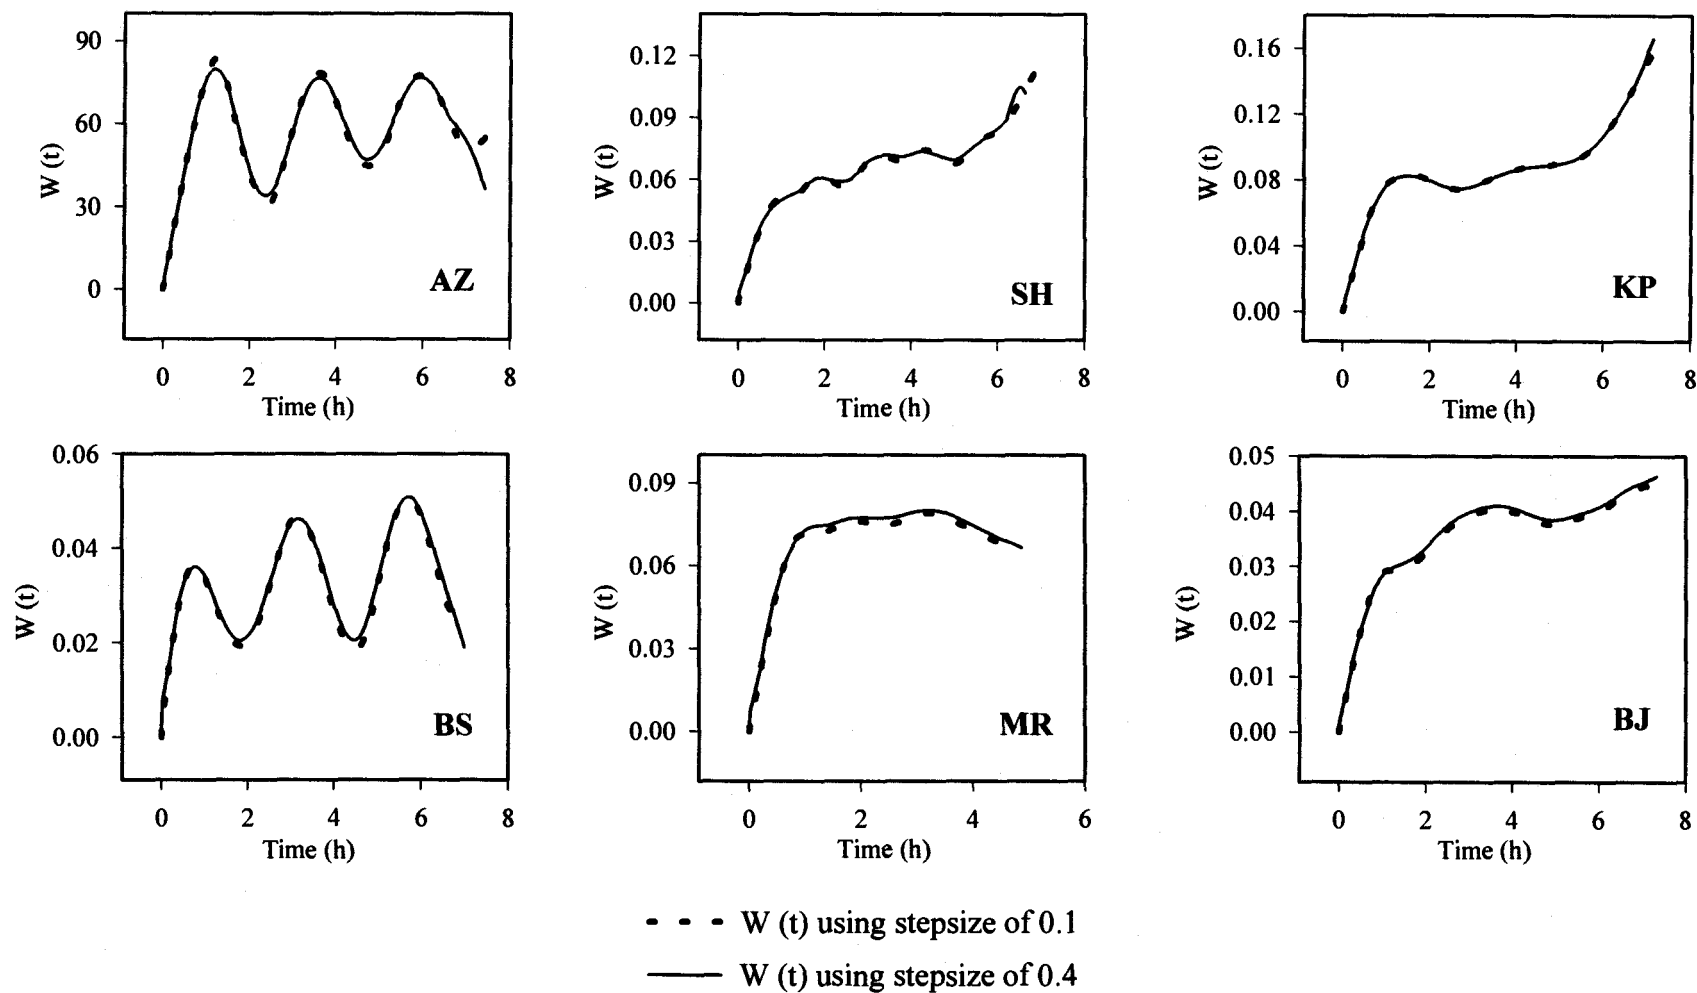 90
60
30
0
W (t)
AZ
0 2 4 6 8
Time (h)
0.12
0.09
0.06
0.03
0.00
W (t)
SH
0 2 4 6 8
Time (h)
0.16
0.12
0.08
0.04
0.00
W (t)
KP
0 2 4 6 8
Time (h)
0.06
0.04
0.02
0.00
W (t)
BS
0 2 4 6 8
Time (h)
0.09
0.06
0.03
0.00
W (t)
MR
0 2 4 6
Time (h)
0.05
0.04
0.03
0.02
0.01
0.00
W (t)
BJ
0 2 4 6 8
Time (h)
W (t) using stepsize of 0.1
W (t) using stepsize of 0.4